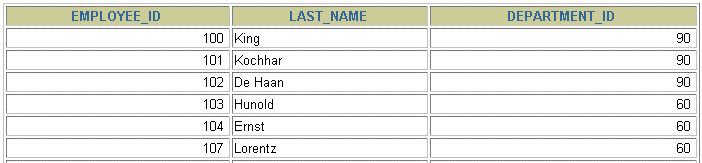 EMPLOYEE_ID LAST_NAME DEPARTMENT_ID
100 King 90
101 Kochhar 90
102 De Haan 90
103 Hunold 60
104 Ernst 60
107 Lorentz 60